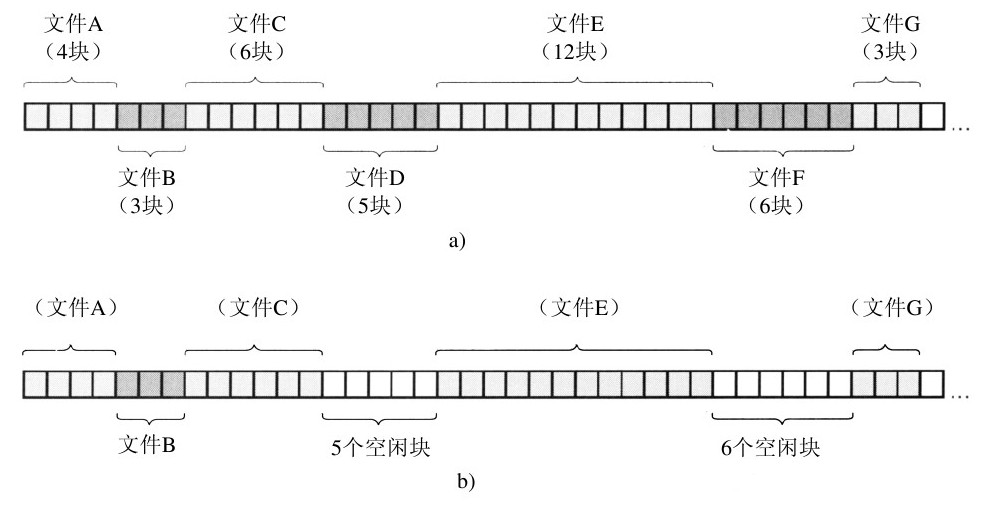 文件A 文件C 文件E 文件G
（4块） （6块） （12块） （3块）
...
文件B 文件D 文件F
（3块） （5块） （6块）
a)
（文件A） （文件C） （文件E） （文件G）
...
文件B 5个空闲块 6个空闲块
b)